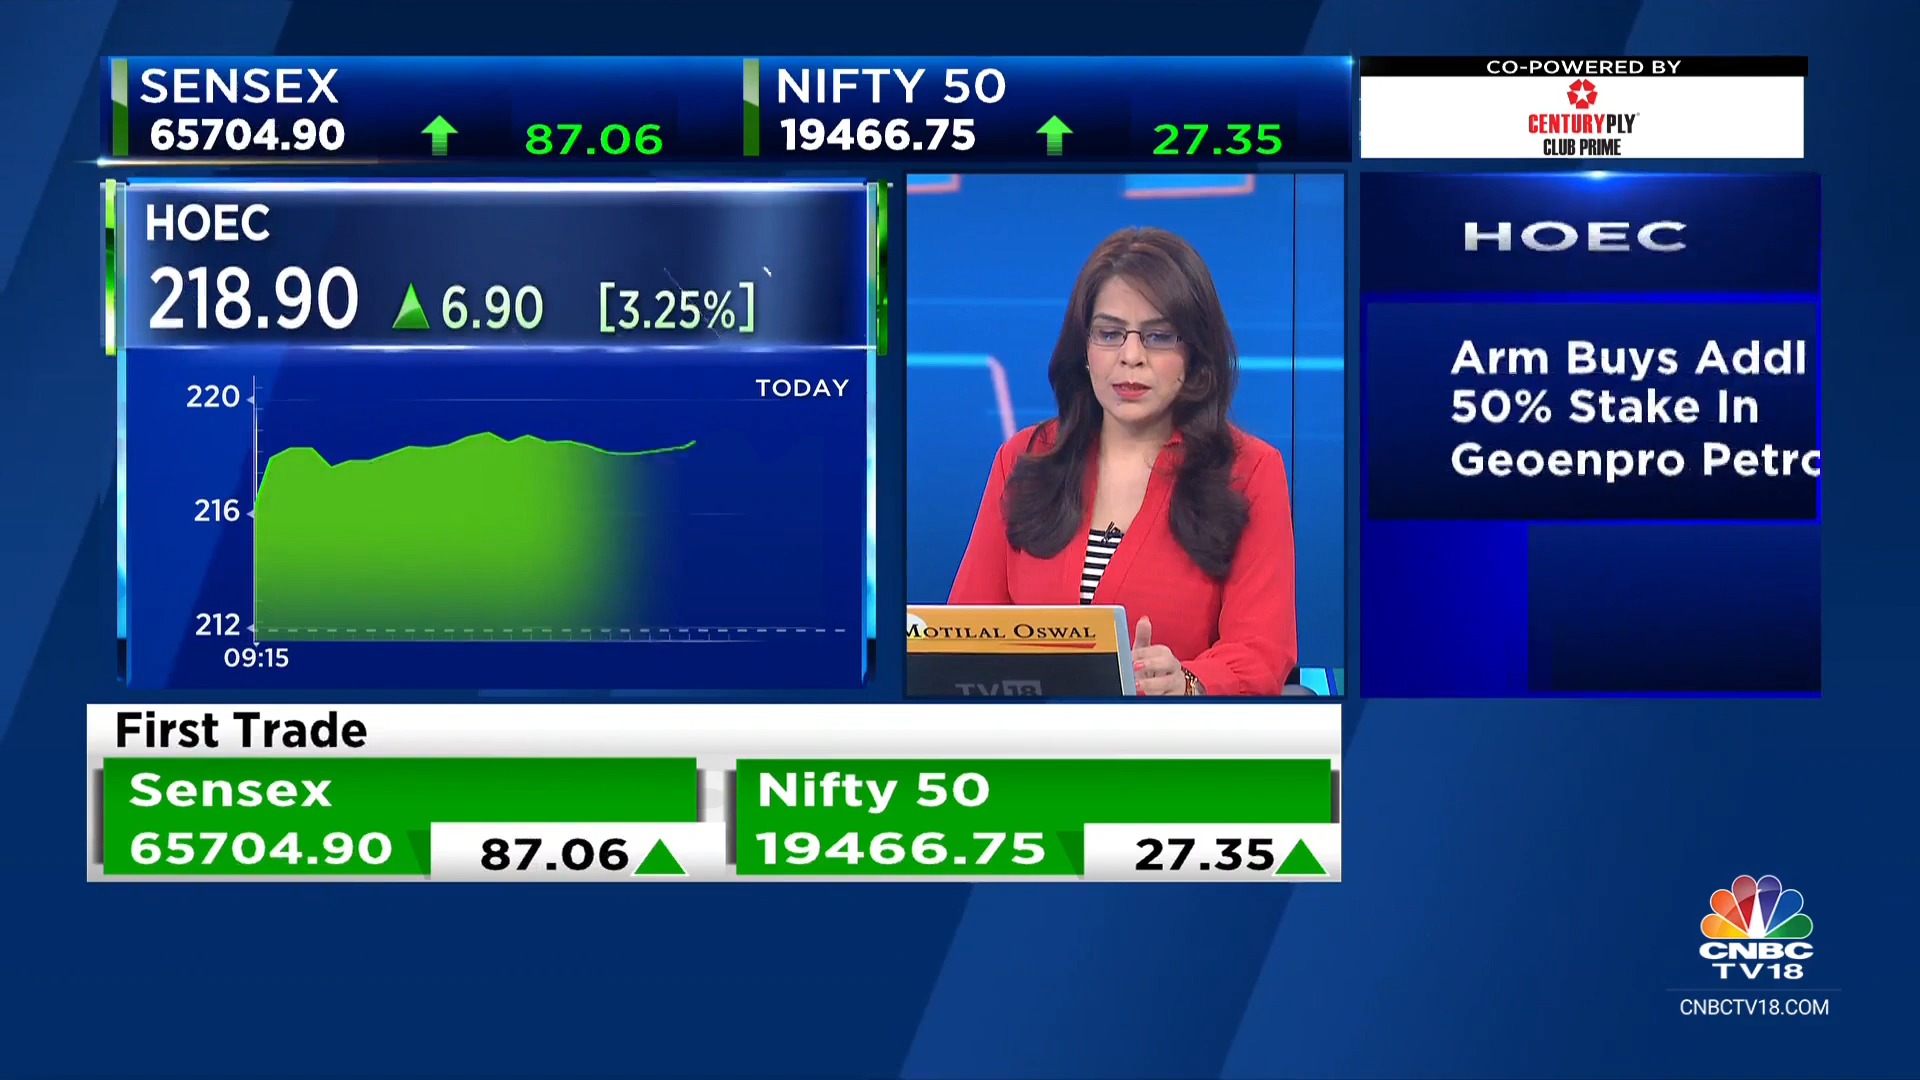 SENSEX
65704.90 87.06
NIFTY 50
19466.75 27.35
CO-POWERED BY
CENTURYPLY
CLUB PRIME
HOEC
218.90 6.90 [3.25%]
TODAY
220
216
212
09:15
MOTILAL OSWAL
TV18
HOEC
Arm Buys Addl
50% Stake In
Geoenpro Petro
First Trade
Sensex
65704.90 87.06
Nifty 50
19466.75 27.35
CNBC
TV18
CNBCTV18.COM